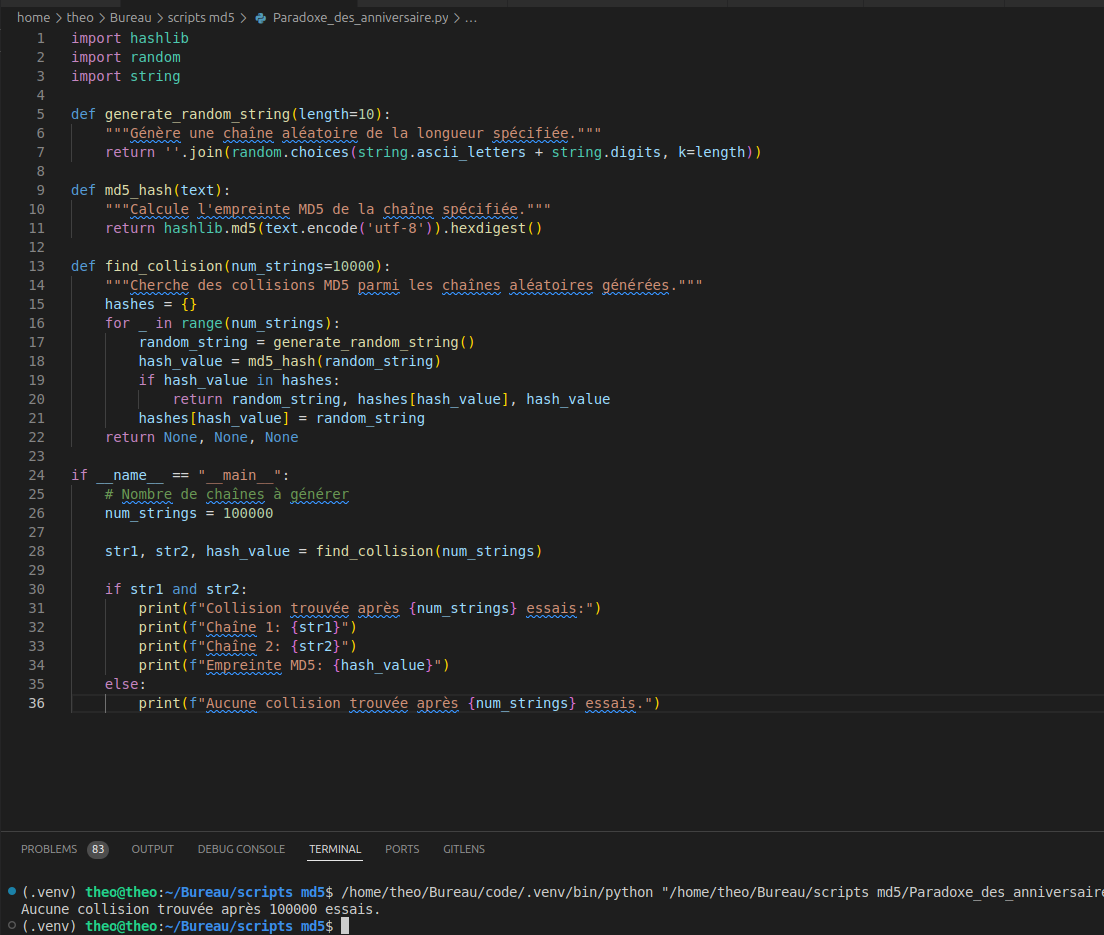 home > theo > Bureau > scripts md5 > Paradoxe_des_anniversaire.py > ...
1 import hashlib
2 import random
3 import string
4
5 def generate_random_string(length=10):
6     """Génère une chaîne aléatoire de la longueur spécifiée."""
7     return ''.join(random.choices(string.ascii_letters + string.digits, k=length))
8
9 def md5_hash(text):
10     """Calcule l'empreinte MD5 de la chaîne spécifiée."""
11     return hashlib.md5(text.encode('utf-8')).hexdigest()
12
13 def find_collision(num_strings=10000):
14     """Cherche des collisions MD5 parmi les chaînes aléatoires générées."""
15     hashes = {}
16     for _ in range(num_strings):
17         random_string = generate_random_string()
18         hash_value = md5_hash(random_string)
19         if hash_value in hashes:
20             return random_string, hashes[hash_value], hash_value
21         hashes[hash_value] = random_string
22     return None, None, None
23
24 if __name__ == "__main__":
25     # Nombre de chaînes à générer
26     num_strings = 100000
27
28     str1, str2, hash_value = find_collision(num_strings)
29
30     if str1 and str2:
31         print(f"Collision trouvée après {num_strings} essais:")
32         print(f"Chaîne 1: {str1}")
33         print(f"Chaîne 2: {str2}")
34         print(f"Empreinte MD5: {hash_value}")
35     else:
36         print(f"Aucune collision trouvée après {num_strings} essais.")
PROBLEMS 83 OUTPUT DEBUG CONSOLE TERMINAL PORTS GITLENS
(.venv) theo@theo:~/Bureau/scripts md5$ /home/theo/Bureau/code/.venv/bin/python "/home/theo/Bureau/scripts md5/Paradoxe_des_anniversaire
Aucune collision trouvée après 100000 essais.
(.venv) theo@theo:~/Bureau/scripts md5$